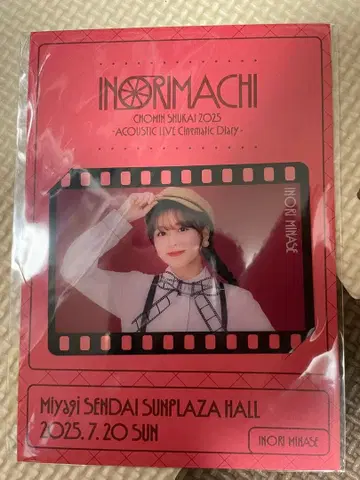 INORIMACHI
CHOMIN SHUKAI 2025
-ACOUSTIC LIVE Cinematic Diary-
INORI MINASE
Miyagi SENDAI SUNPLAZA HALL
2025. 7. 20 SUN
INORI MINASE